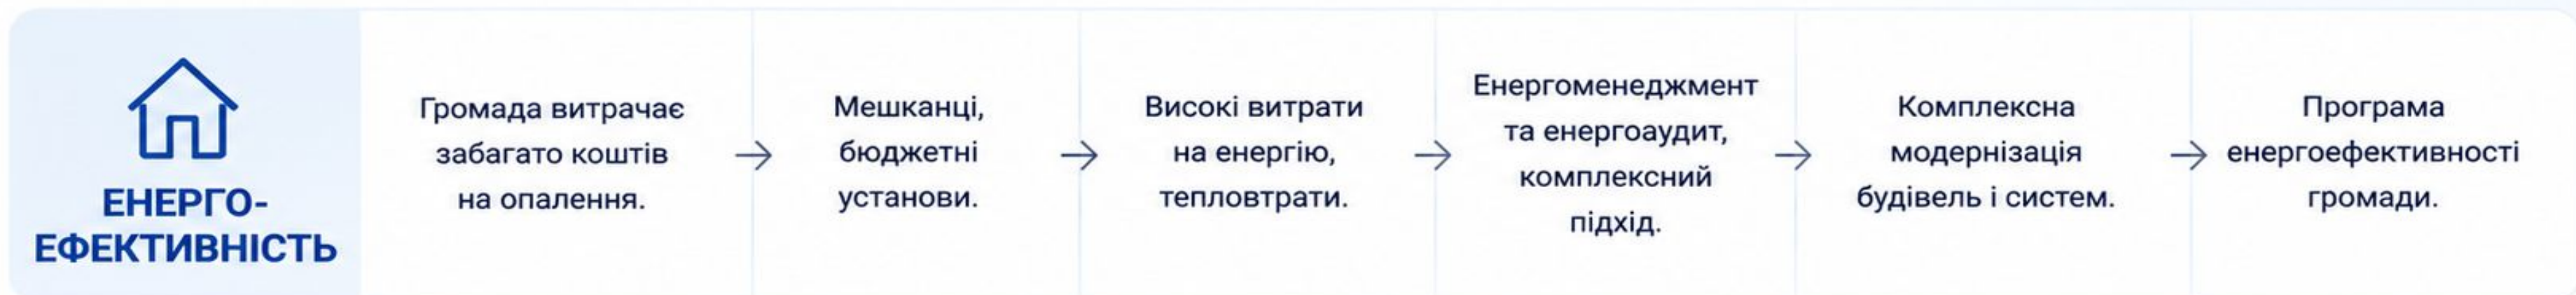 ЕНЕРГО-
ЕФЕКТИВНІСТЬ
Громада витрачає
забагато коштів
на опалення.
Мешканці,
бюджетні
установи.
Високі витрати
на енергію,
тепловтрати.
Енергоменеджмент
та енергоаудит,
комплексний
підхід.
Комплексна
модернізація
будівель і систем.
Програма
енергоефективності
громади.